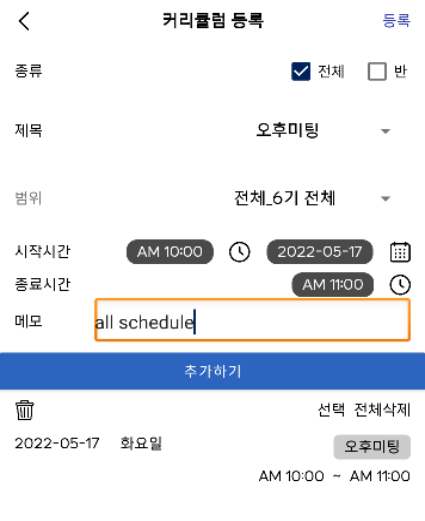 커리큘럼 등록 등록
종류 전체 반
제목 오후미팅
범위 전체_6기 전체
시작시간 AM 10:00 2022-05-17
종료시간 AM 11:00
메모 all schedule
추가하기
선택 전체삭제
2022-05-17 화요일 오후미팅
AM 10:00 ~ AM 11:00